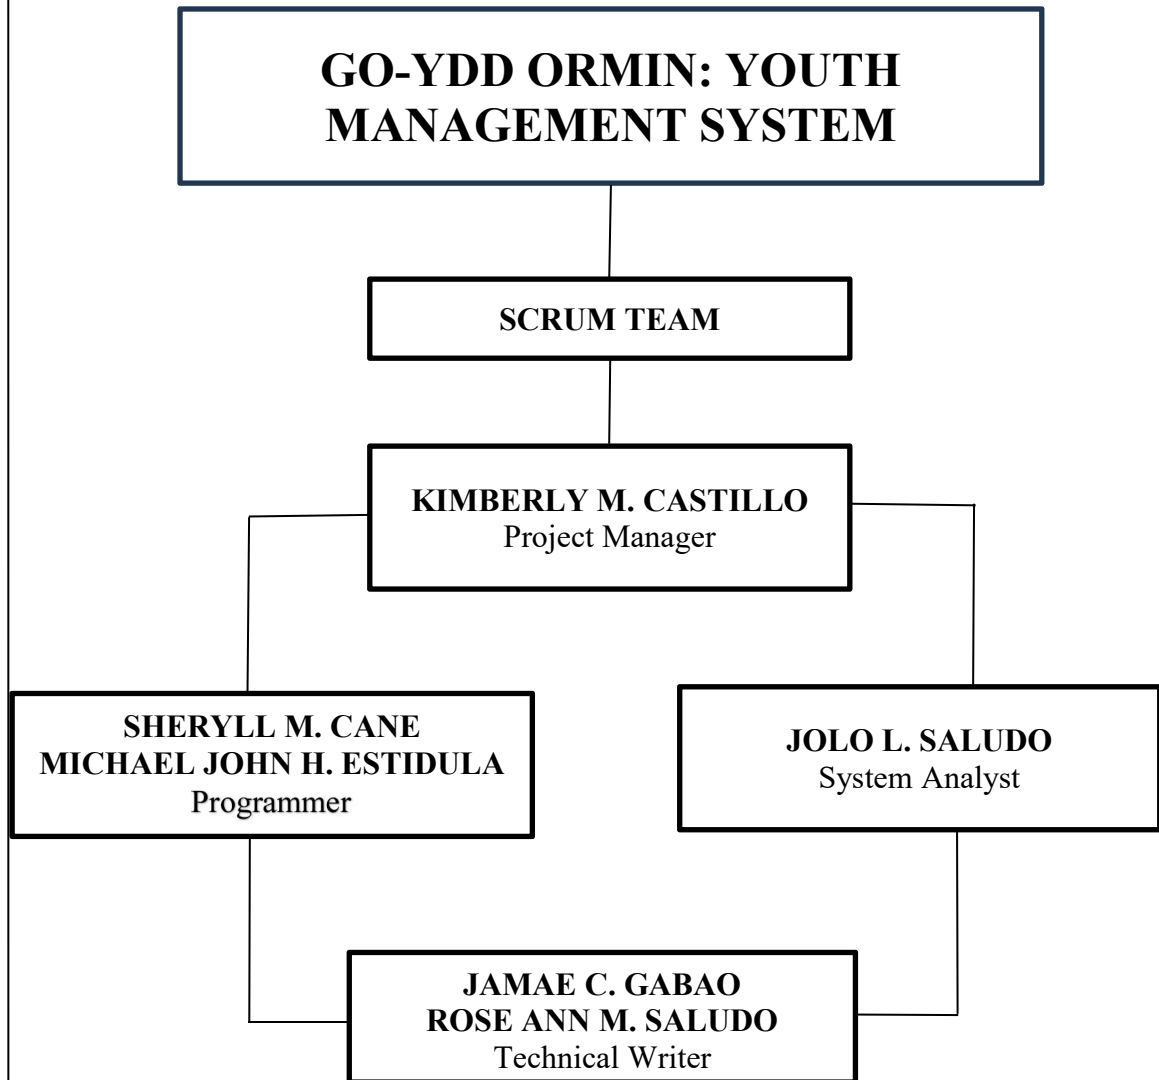 GO-YDD ORMIN: YOUTH
MANAGEMENT SYSTEM
SCRUM TEAM
KIMBERLY M. CASTILLO
Project Manager
SHERYLL M. CANE
MICHAEL JOHN H. ESTIDULA
Programmer
JOLO L. SALUDO
System Analyst
JAMAE C. GABAO
ROSE ANN M. SALUDO
Technical Writer